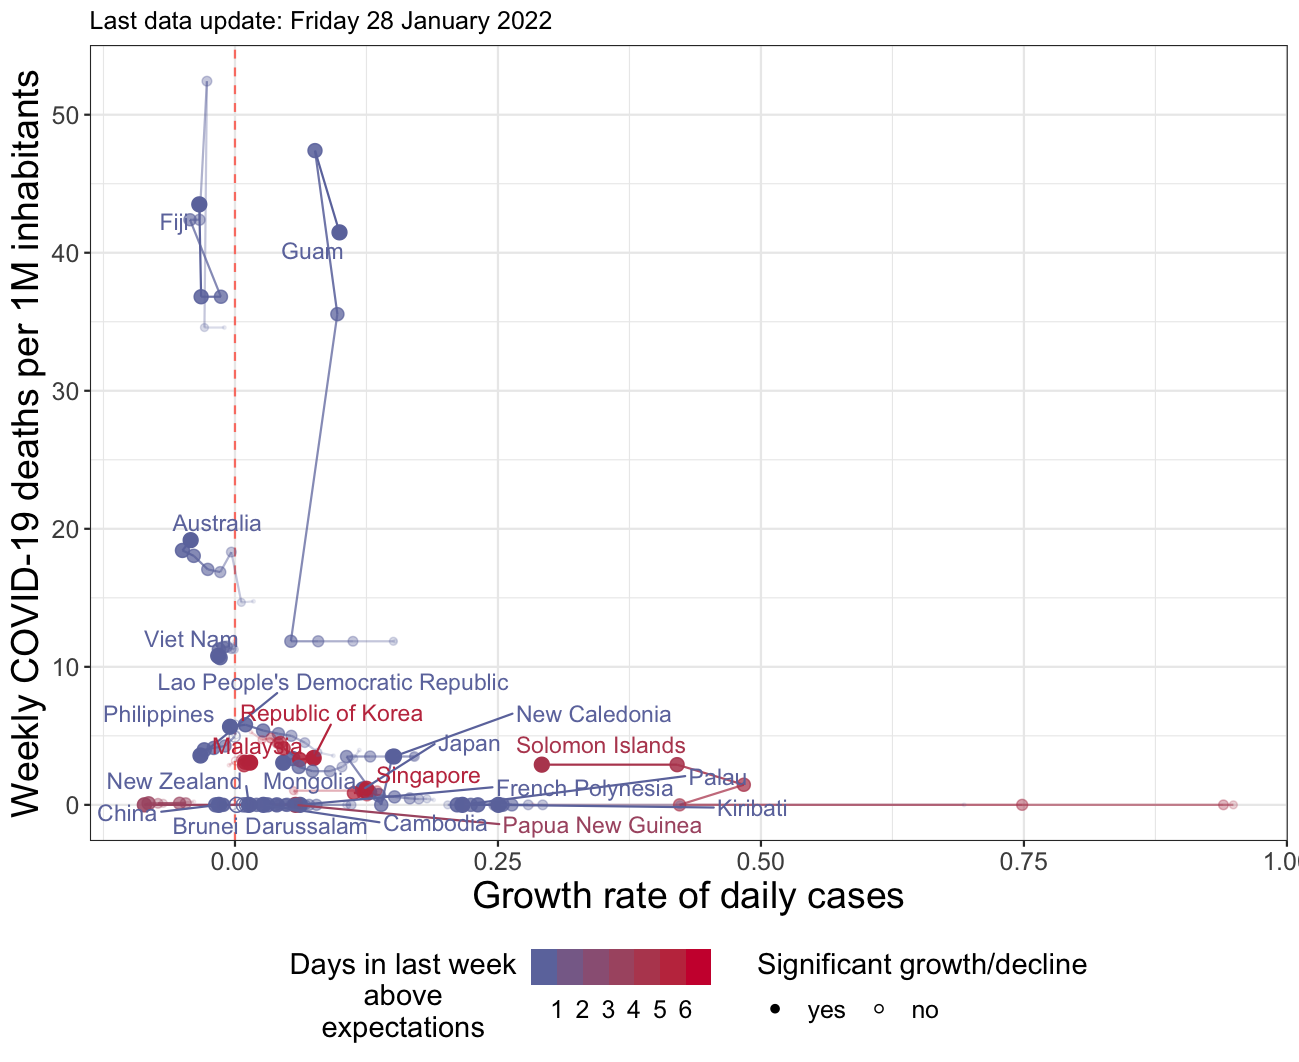 Last data update: Friday 28 January 2022
Weekly COVID-19 deaths per 1M inhabitants
50
40
30
20
10
0
Fiji
Guam
Australia
Viet Nam
Lao People's Democratic Republic
Philippines
Republic of Korea
New Caledonia
Malaysia
Japan
Solomon Islands
New Zealand
Mongolia
Singapore
French Polynesia
Palau
China
Brunei Darussalam
Cambodia
Papua New Guinea
Kiribati
0.00
0.25
0.50
0.75
1.00
Growth rate of daily cases
Days in last week
above
expectations
1 2 3 4 5 6
Significant growth/decline
yes
no